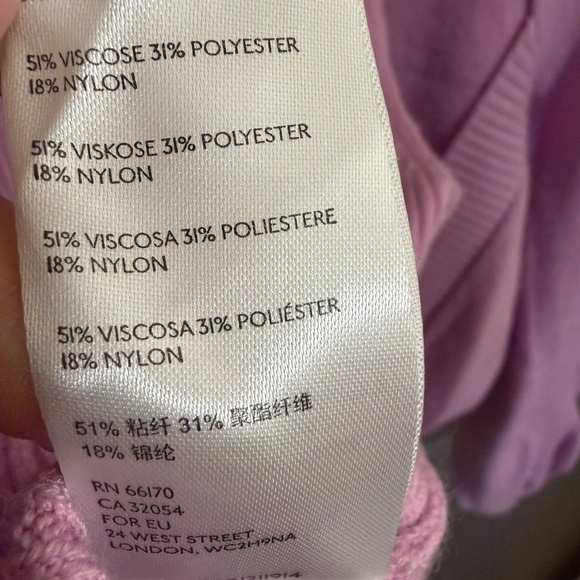 51% VISCOSE 31% POLYESTER
18% NYLON
51% VISKOSE 31% POLYESTER
18% NYLON
51% VISCOSA 31% POLIESTERE
18% NYLON
51% VISCOSA 31% POLIÉSTER
18% NYLON
51% 粘纤 31% 聚酯纤维
18% 锦纶
RN 66170
CA 32054
FOR EU
24 WEST STREET
LONDON, WC2H9NA